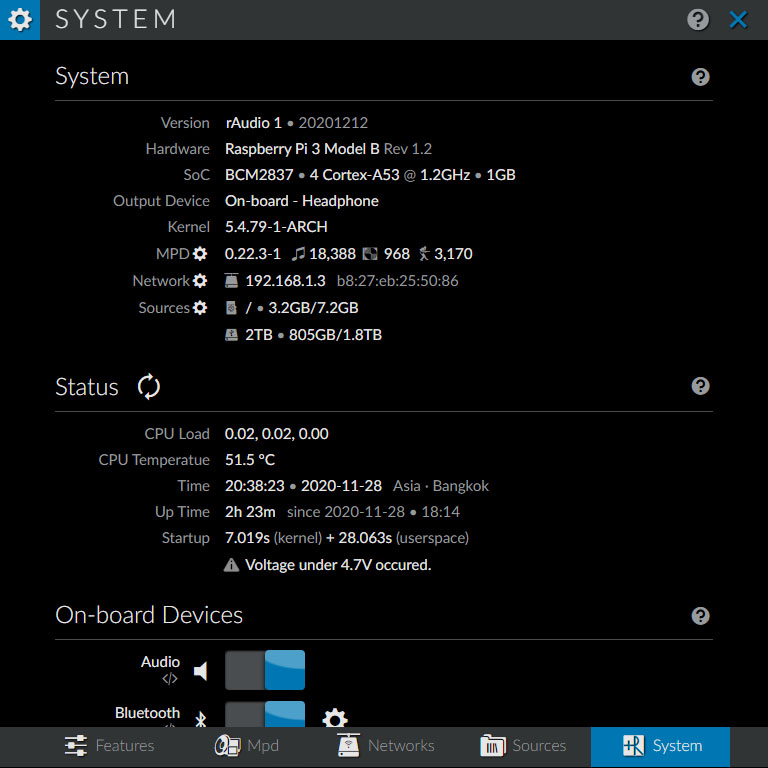 SYSTEM
System
Version rAudio 1 • 20201212
Hardware Raspberry Pi 3 Model B Rev 1.2
SoC BCM2837 • 4 Cortex-A53 @ 1.2GHz • 1GB
Output Device On-board - Headphone
Kernel 5.4.79-1-ARCH
MPD 0.22.3-1 18,388 968 3,170
Network 192.168.1.3 b8:27:eb:25:50:86
Sources / • 3.2GB/7.2GB
2TB • 805GB/1.8TB
Status
CPU Load 0.02, 0.02, 0.00
CPU Temperatue 51.5 °C
Time 20:38:23 • 2020-11-28 Asia · Bangkok
Up Time 2h 23m since 2020-11-28 • 18:14
Startup 7.019s (kernel) + 28.063s (userspace)
Voltage under 4.7V occured.
On-board Devices
Audio
</>
Bluetooth
Features Mpd Networks Sources System